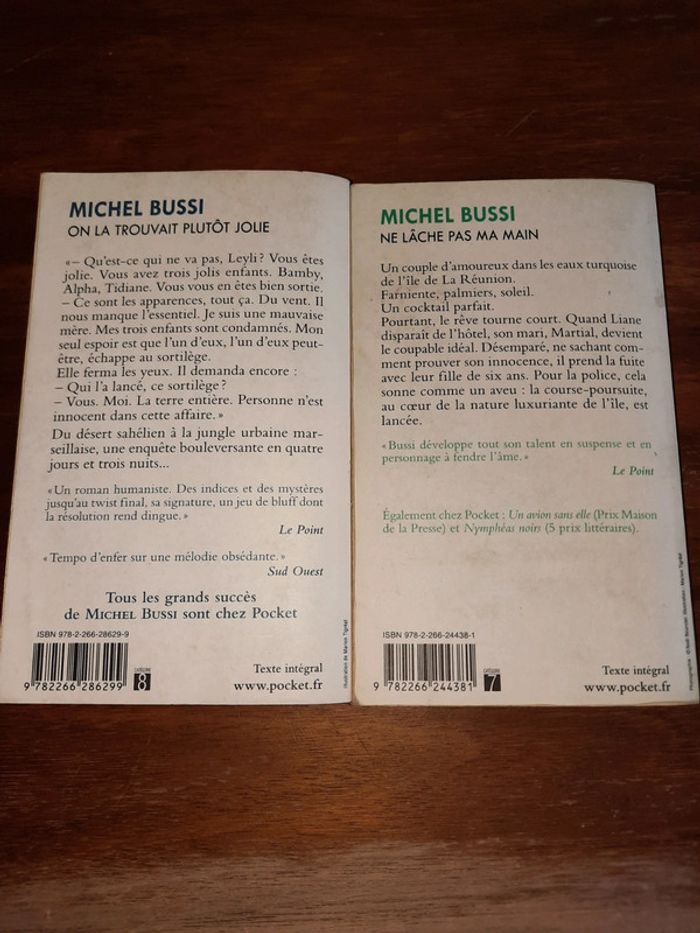 MICHEL BUSSI
ON LA TROUVAIT PLUTÔT JOLIE
«– Qu'est-ce qui ne va pas, Leyli ? Vous êtes
jolie. Vous avez trois jolis enfants. Bamby,
Alpha, Tidiane. Vous vous en êtes bien sortie.
– Ce sont les apparences, tout ça. Du vent. Il
nous manque l'essentiel. Je suis une mauvaise
mère. Mes trois enfants sont condamnés. Mon
seul espoir est que l'un d'eux, l'un d'eux peut-
être, échappe au sortilège.
Elle ferma les yeux. Il demanda encore :
– Qui l'a lancé, ce sortilège ?
– Vous. Moi. La terre entière. Personne n'est
innocent dans cette affaire. »
Du désert sahélien à la jungle urbaine mar-
seillaise, une enquête bouleversante en quatre
jours et trois nuits...
«Un roman humaniste. Des indices et des mystères
jusqu'au twist final, sa signature, un jeu de bluff dont
la résolution rend dingue.»
Le Point
«Tempo d'enfer sur une mélodie obsédante.»
Sud Ouest
Tous les grands succès
de MICHEL BUSSI sont chez Pocket
ISBN 978-2-266-28629-9
9 782266 286299
CATÉGORIE
8
Texte intégral
www.pocket.fr
Illustration de Marion Tigréat
MICHEL BUSSI
NE LÂCHE PAS MA MAIN
Un couple d'amoureux dans les eaux turquoise
de l'île de La Réunion.
Farniente, palmiers, soleil.
Un cocktail parfait.
Pourtant, le rêve tourne court. Quand Liane
disparaît de l'hôtel, son mari, Martial, devient
le coupable idéal. Désemparé, ne sachant com-
ment prouver son innocence, il prend la fuite
avec leur fille de six ans. Pour la police, cela
sonne comme un aveu : la course-poursuite,
au cœur de la nature luxuriante de l'île, est
lancée.
«Bussi développe tout son talent en suspense et en
personnage à fendre l'âme.»
Le Point
Également chez Pocket : Un avion sans elle (Prix Maison
de la Presse) et Nymphéas noirs (5 prix littéraires).
ISBN 978-2-266-24438-1
9 782266 244381
CATÉGORIE
7
Texte intégral
www.pocket.fr